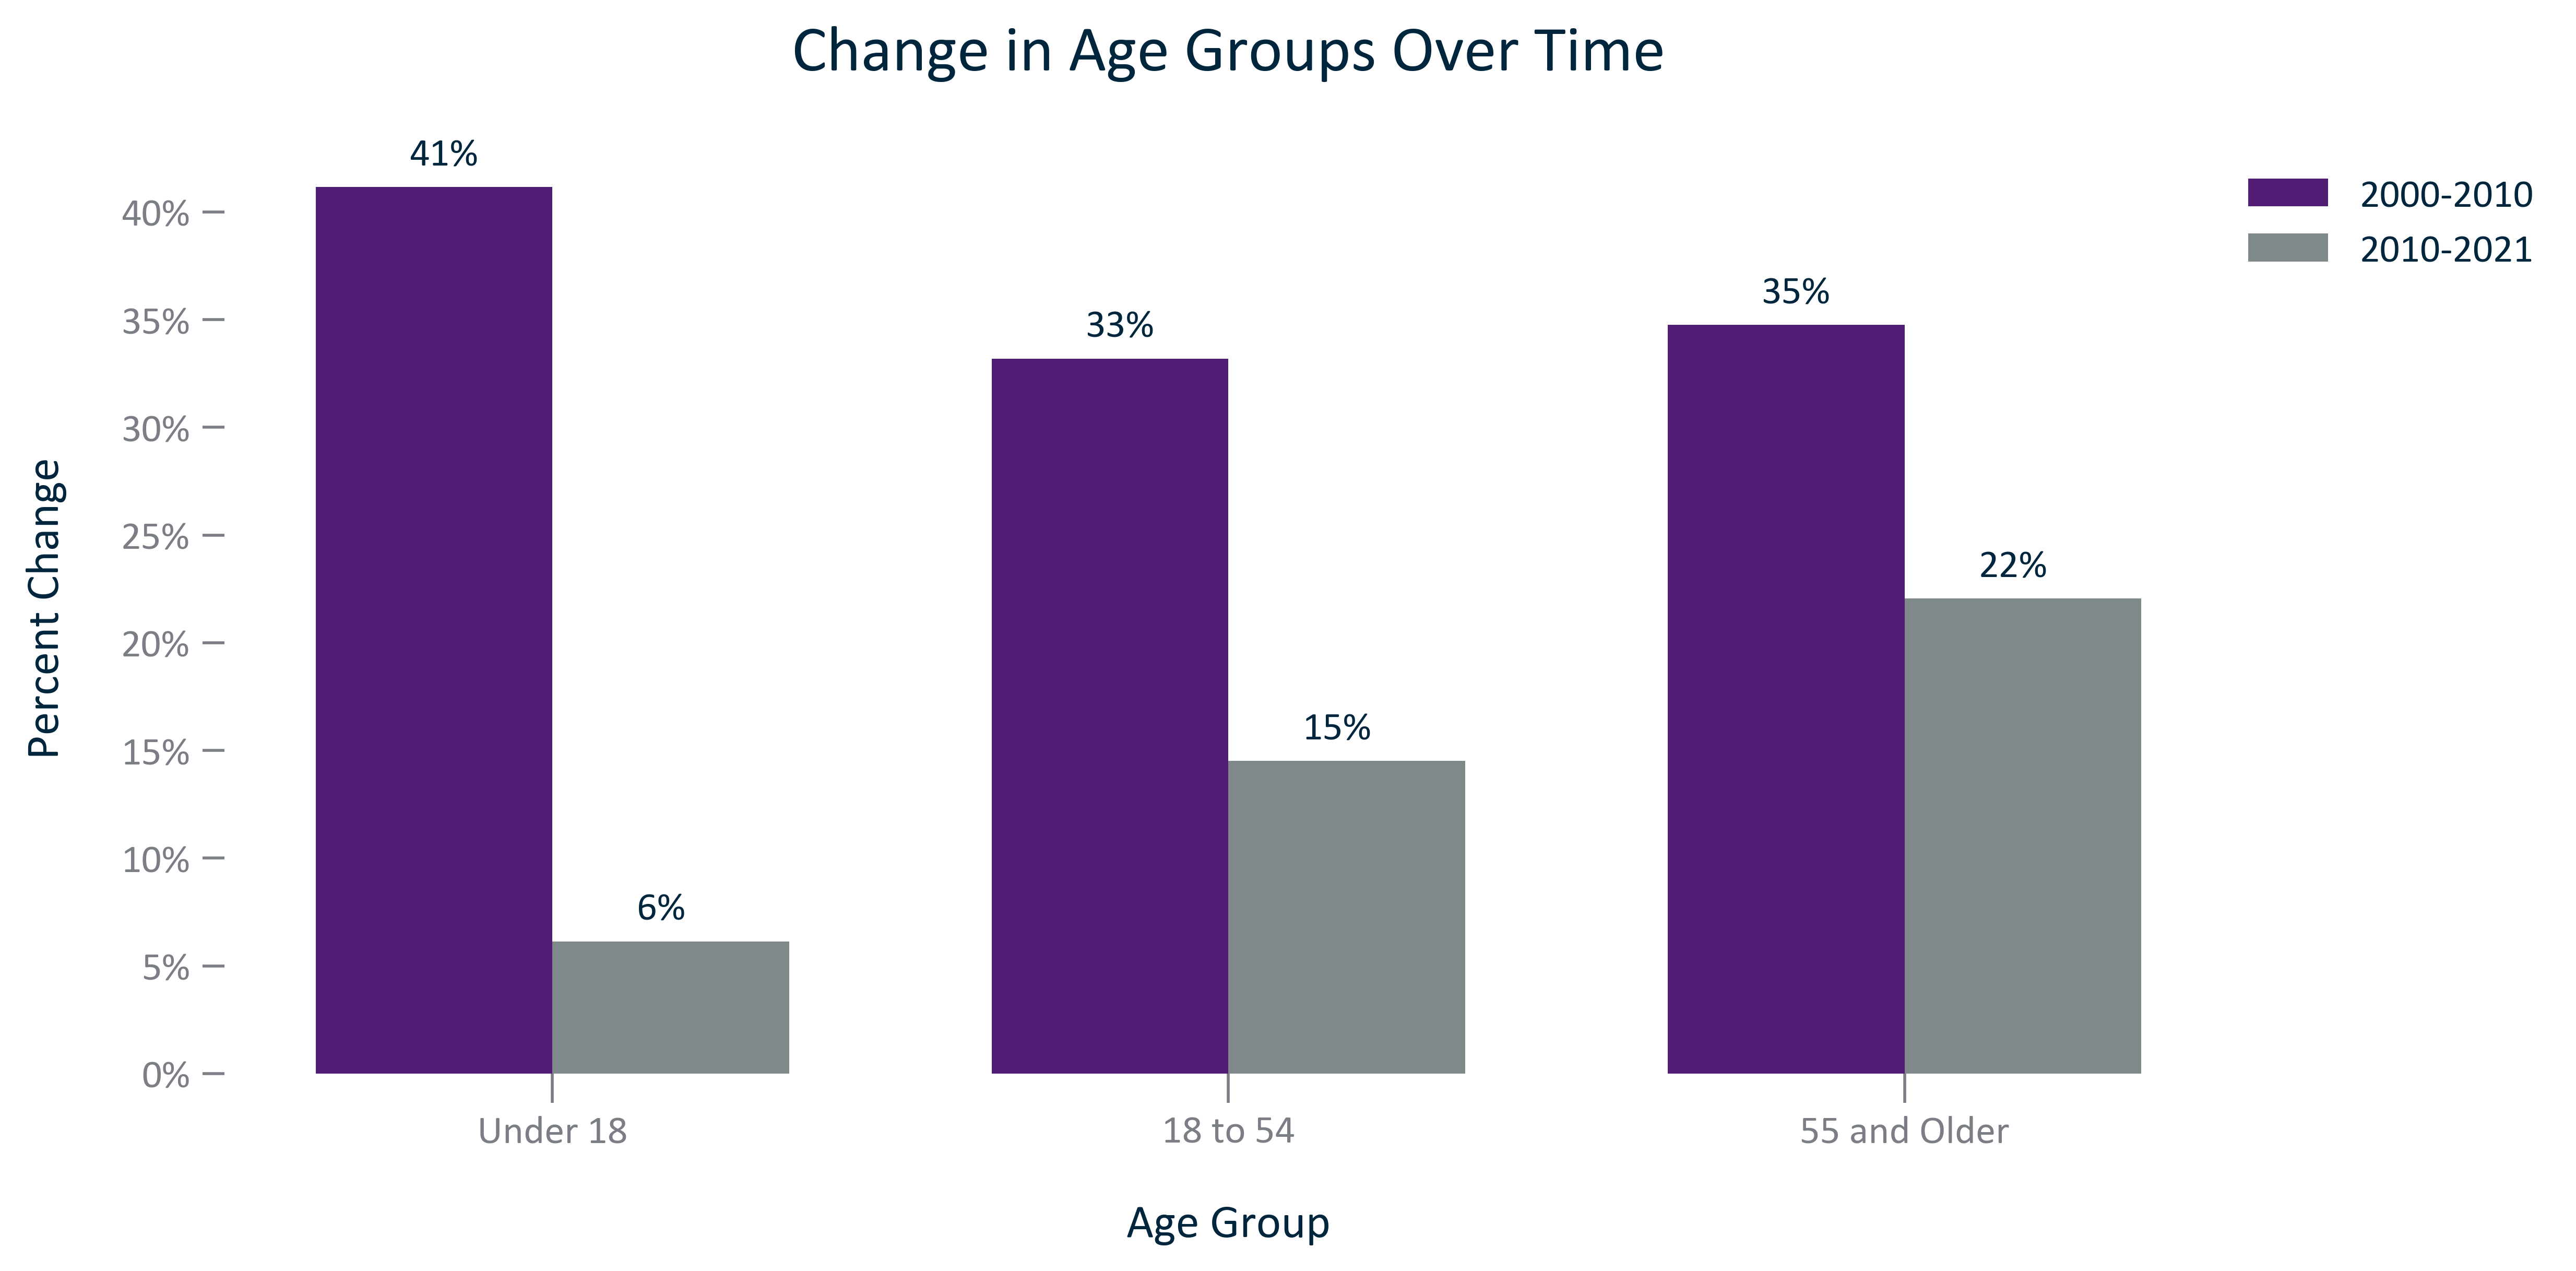 Change in Age Groups Over Time
41%
40%
2000-2010
2010-2021
35%
33%
35%
30%
25%
22%
20%
15%
15%
10%
6%
5%
0%
Percent Change
Under 18
18 to 54
55 and Older
Age Group